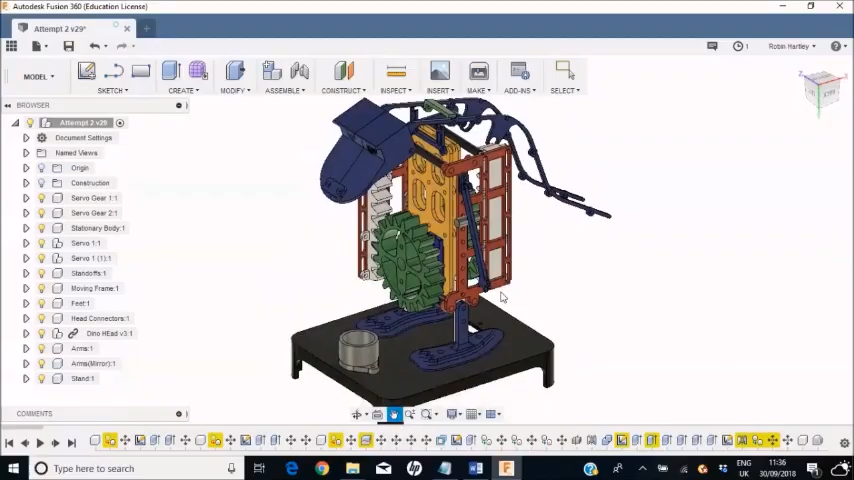 Autodesk Fusion 360 (Education License)
Attempt 2 v29*
Robin Hartley
1
MODEL
SKETCH
CREATE
MODIFY
ASSEMBLE
CONSTRUCT
INSPECT
INSERT
MAKE
ADD-INS
SELECT
BROWSER
Attempt 2 v29
Document Settings
Named Views
Origin
Construction
Servo Gear 1:1
Servo Gear 2:1
Stationary Body:1
Servo 1:1
Servo 1 (1):1
Standoffs:1
Moving Frame:1
Feet:1
Head Connectors:1
Dino HEad v3:1
Arms:1
Arms(Mirror):1
Stand:1
COMMENTS
Type here to search
ENG
UK
11:36
30/09/2018